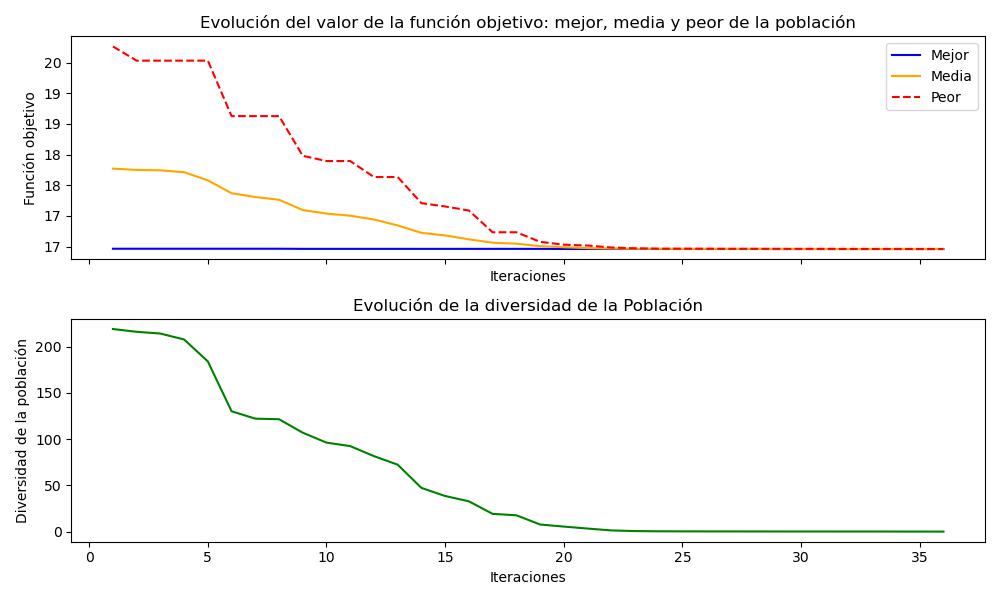 Evolución del valor de la función objetivo: mejor, media y peor de la población
Función objetivo
20
19
19
18
18
17
17
Mejor
Media
Peor
Iteraciones
Evolución de la diversidad de la Población
Diversidad de la población
200
150
100
50
0
0 5 10 15 20 25 30 35
Iteraciones